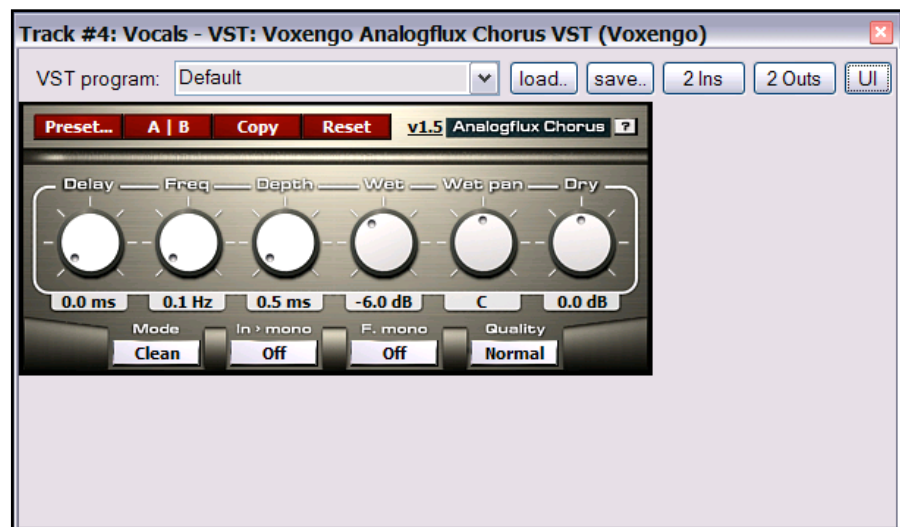 Track #4: Vocals - VST: Voxengo Analogflux Chorus VST (Voxengo)
VST program: Default load.. save.. 2 Ins 2 Outs UI
Preset... A | B Copy Reset v1.5 Analogflux Chorus ?
Delay Freq Depth Wet Wet pan Dry
0.0 ms 0.1 Hz 0.5 ms -6.0 dB C 0.0 dB
Mode In > mono F. mono Quality
Clean Off Off Normal